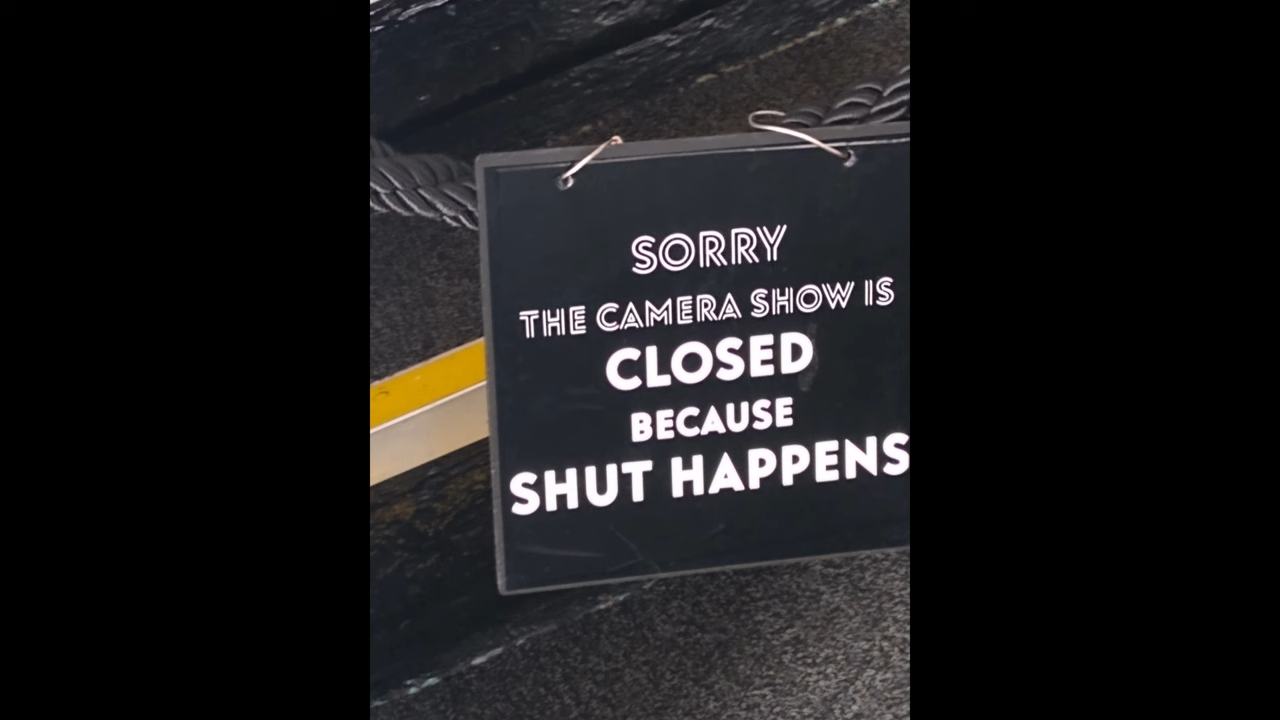 SORRY
THE CAMERA SHOW IS
CLOSED
BECAUSE
SHUT HAPPENS